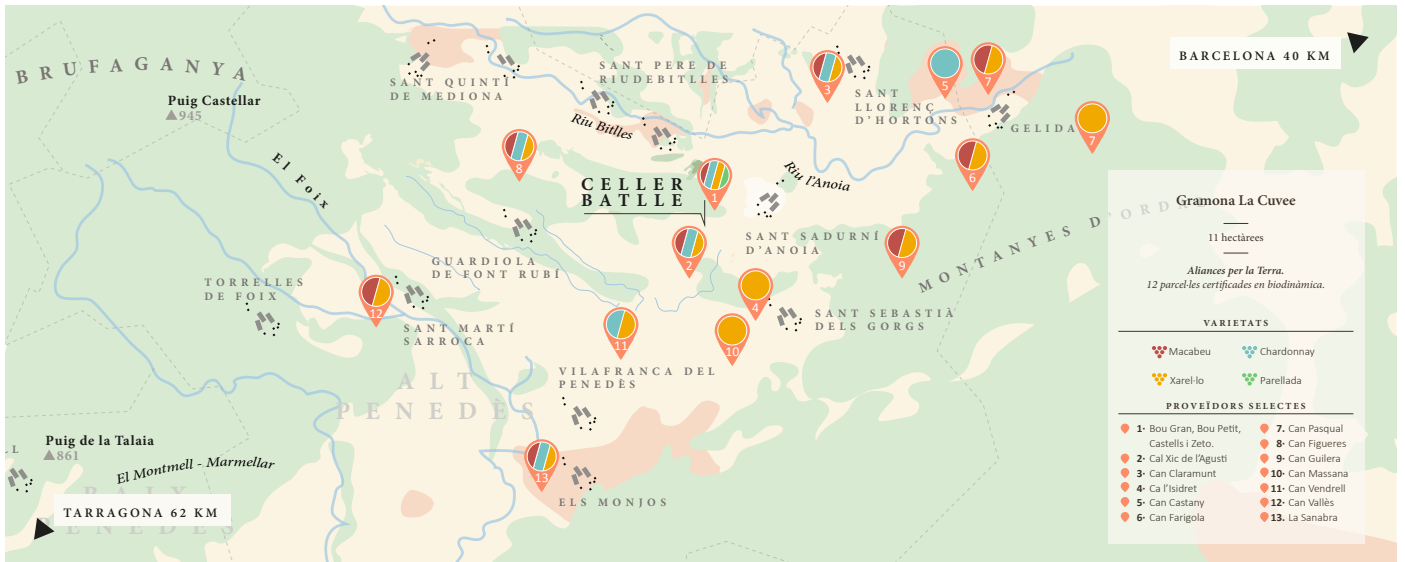 BRUFAGANYA
Puig Castellar
945
El Foix
SANT QUINTÍ
DE MEDIONA
SANT PERE DE
RIUDEBITLLES
Riu Bitlles
3
SANT
LLORENÇ
D'HORTONS
5
7
GELIDA
7
6
BARCELONA 40 KM
8
CELLER
BATLLE
1
Riu l'Anoia
2
SANT SADURNÍ
D'ANOIA
9
MONTANYES D'ORDAL
GUARDIOLA
DE FONT RUBÍ
TORRELLES
DE FOIX
12
SANT MARTÍ
SARROCA
4
SANT SEBASTIÀ
DELS GORGS
11
10
VILAFRANCA DEL
PENEDÈS
ALT
PENEDÈS
Puig de la Talaia
861
El Montmell - Marmellar
LL
BAIX
PENEDÈS
TARRAGONA 62 KM
13
ELS MONJOS
Gramona La Cuvee
11 hectàrees
Aliances per la Terra.
12 parcel·les certificades en biodinàmica.
VARIETATS
Macabeu
Chardonnay
Xarel·lo
Parellada
PROVEÏDORS SELECTES
1· Bou Gran, Bou Petit,
Castells i Zeto.
2· Cal Xic de l'Agustí
3· Can Claramunt
4· Ca l'Isidret
5· Can Castany
6· Can Farigola
7. Can Pasqual
8· Can Figueres
9· Can Guilera
10· Can Massana
11· Can Vendrell
12· Can Vallès
13. La Sanabra